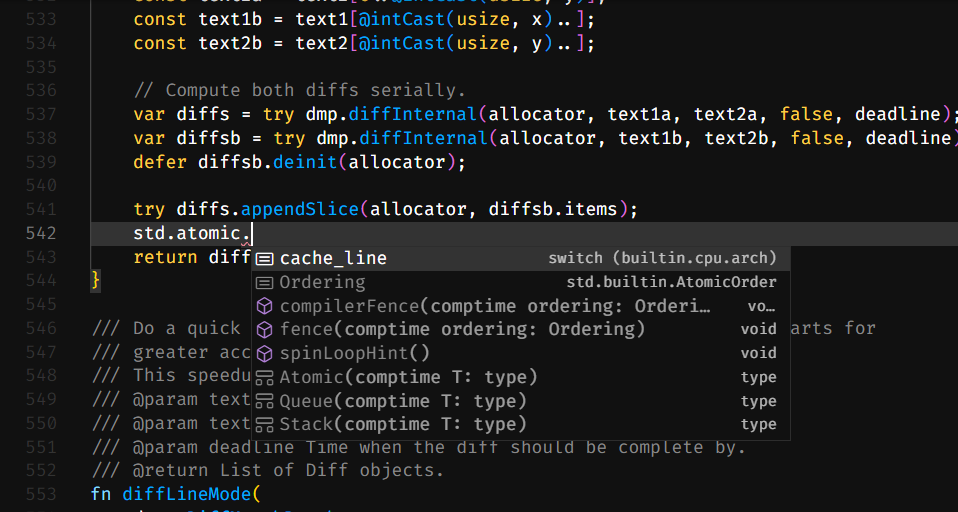 533 const text1b = text1[@intCast(usize, x)..];
534 const text2b = text2[@intCast(usize, y)..];
535
536 // Compute both diffs serially.
537 var diffs = try dmp.diffInternal(allocator, text1a, text2a, false, deadline);
538 var diffsb = try dmp.diffInternal(allocator, text1b, text2b, false, deadline)
539 defer diffsb.deinit(allocator);
540
541 try diffs.appendSlice(allocator, diffsb.items);
542 std.atomic.
543 return diff
cache_line switch (builtin.cpu.arch)
Ordering std.builtin.AtomicOrder
compilerFence(comptime ordering: Orderi… vo…
fence(comptime ordering: Ordering) void
spinLoopHint() void
Atomic(comptime T: type) type
Queue(comptime T: type) type
Stack(comptime T: type) type
544 }
545
546 /// Do a quick arts for
547 /// greater acc
548 /// This speedu
549 /// @param text
550 /// @param text
551 /// @param deadline Time when the diff should be complete by.
552 /// @return List of Diff objects.
553 fn diffLineMode(